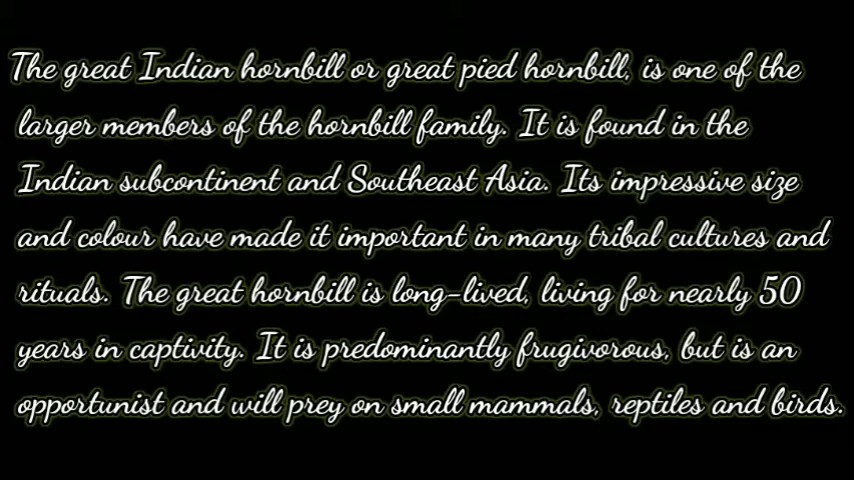 The great Indian hornbill or great pied hornbill, is one of the
larger members of the hornbill family. It is found in the
Indian subcontinent and Southeast Asia. Its impressive size
and colour have made it important in many tribal cultures and
rituals. The great hornbill is long-lived, living for nearly 50
years in captivity. It is predominantly frugivorous, but is an
opportunist and will prey on small mammals, reptiles and birds.